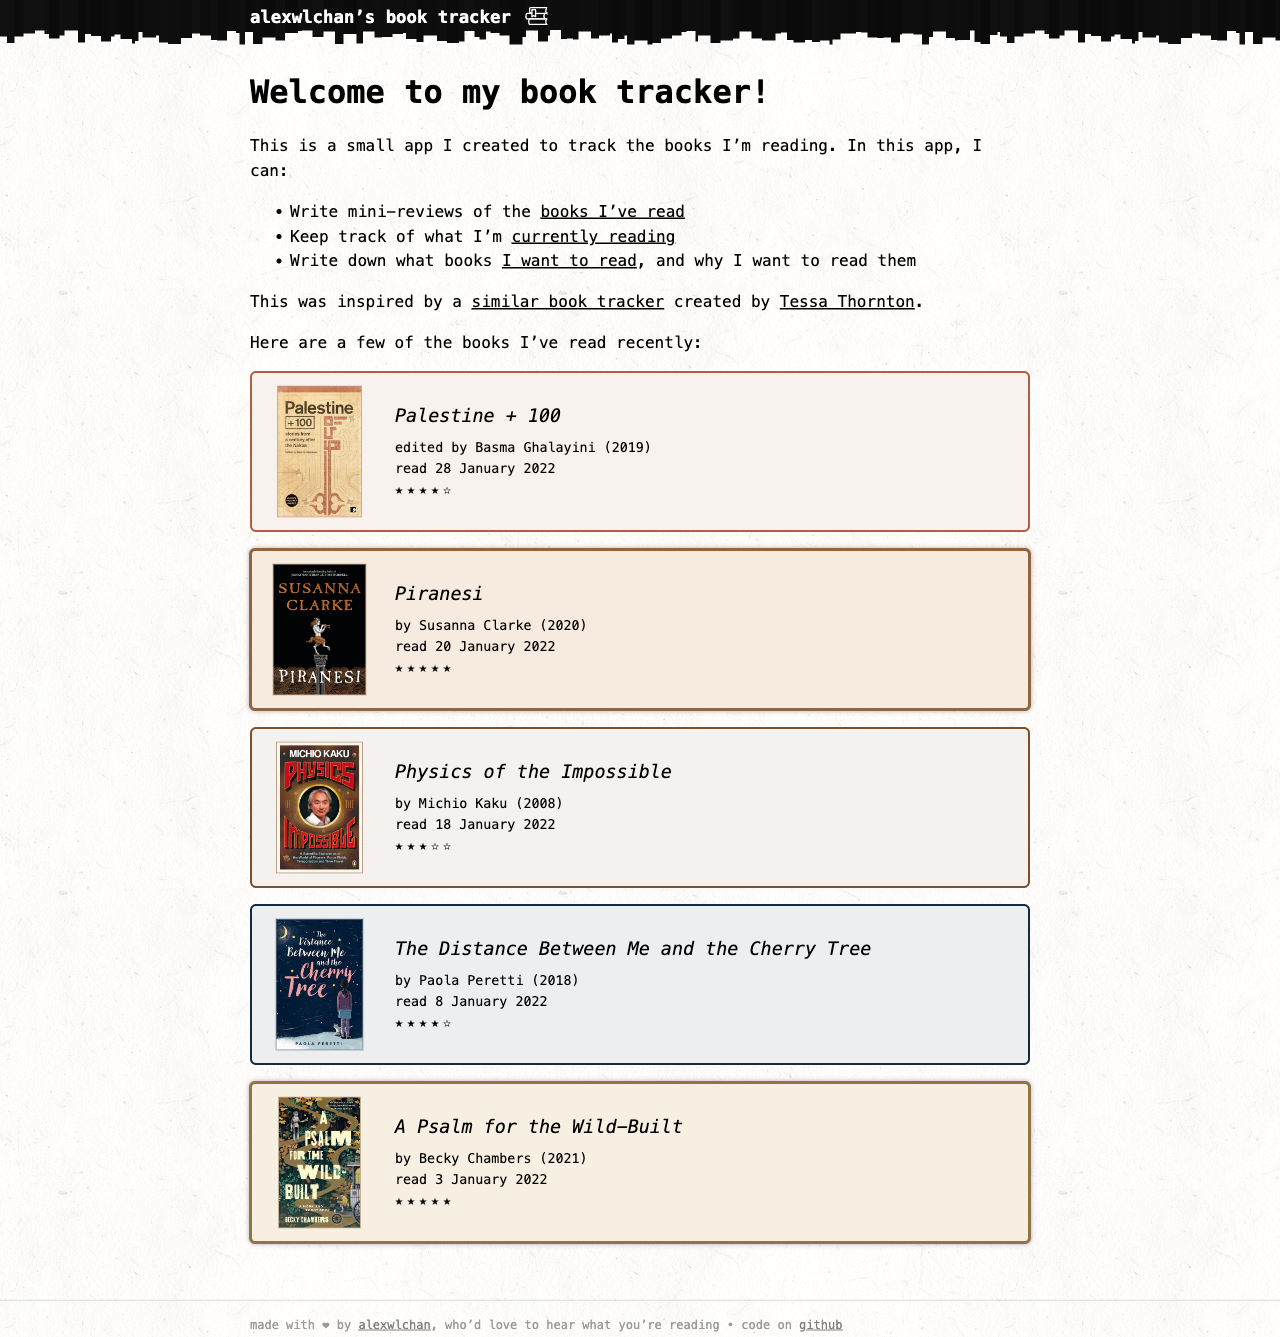 alexwlchan’s book tracker
Welcome to my book tracker!
This is a small app I created to track the books I’m reading. In this app, I
can:
• Write mini-reviews of the books I’ve read
• Keep track of what I’m currently reading
• Write down what books I want to read, and why I want to read them
This was inspired by a similar book tracker created by Tessa Thornton.
Here are a few of the books I’ve read recently:
Palestine
+100
stories from
a century after
the Nakba
Palestine + 100
edited by Basma Ghalayini (2019)
read 28 January 2022
★★★★☆
SUSANNA
CLARKE
PIRANESI
Piranesi
by Susanna Clarke (2020)
read 20 January 2022
★★★★★
MICHIO KAKU
PHYSICS
IMPOSSIBLE
Physics of the Impossible
by Michio Kaku (2008)
read 18 January 2022
★★★☆☆
The
Distance
Between Me
and the
Cherry
Tree
PAOLA PERETTI
The Distance Between Me and the Cherry Tree
by Paola Peretti (2018)
read 8 January 2022
★★★★☆
A
PSALM
FOR THE
WILD-
BUILT
BECKY CHAMBERS
A Psalm for the Wild-Built
by Becky Chambers (2021)
read 3 January 2022
★★★★★
made with ❤ by alexwlchan, who’d love to hear what you’re reading • code on github